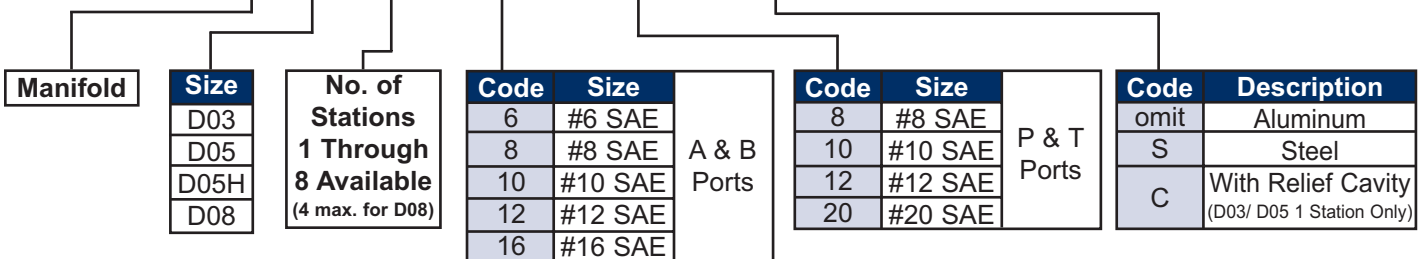 Manifold
Size
D03
D05
D05H
D08
No. of
Stations
1 Through
8 Available
(4 max. for D08)
Code Size
6 #6 SAE
8 #8 SAE
10 #10 SAE
12 #12 SAE
16 #16 SAE
A & B
Ports
Code Size
8 #8 SAE
10 #10 SAE
12 #12 SAE
20 #20 SAE
P & T
Ports
Code Description
omit Aluminum
S Steel
C With Relief Cavity
(D03/ D05 1 Station Only)